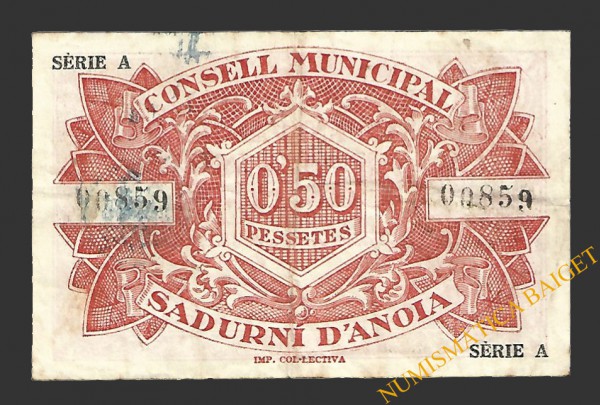 SÈRIE A
CONSELL MUNICIPAL
00859
0'50
00859
PESSETES
SADURNÍ D'ANOIA
IMP. COL·LECTIVA
SÈRIE A
NUMISMATICA BAIGET